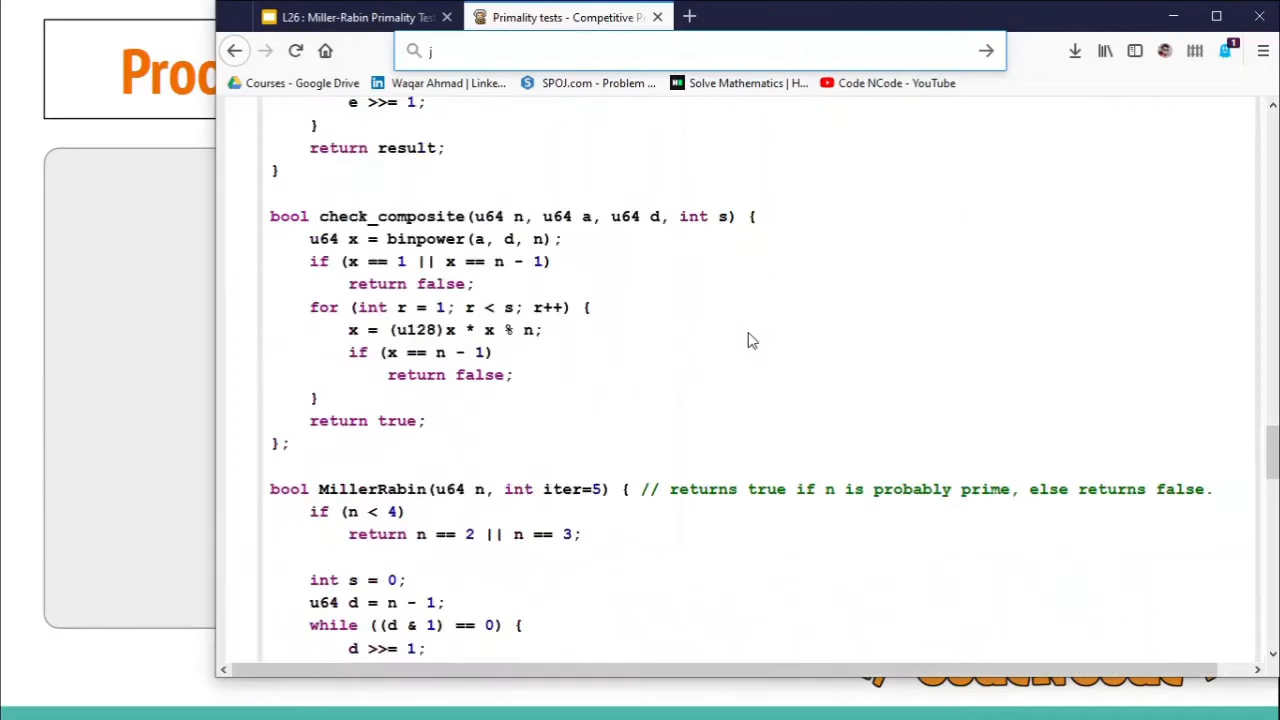 Proo
L26 : Miller-Rabin Primality Tes
Primality tests - Competitive P
j
1
Courses - Google Drive
Waqar Ahmad | Linke...
SPOJ.com - Problem ...
Solve Mathematics | H...
Code NCode - YouTube
e >>= 1;
}
return result;
}
bool check_composite(u64 n, u64 a, u64 d, int s) {
u64 x = binpower(a, d, n);
if (x == 1 || x == n - 1)
return false;
for (int r = 1; r < s; r++) {
x = (u128)x * x % n;
if (x == n - 1)
return false;
}
return true;
};
bool MillerRabin(u64 n, int iter=5) { // returns true if n is probably prime, else returns false.
if (n < 4)
return n == 2 || n == 3;
int s = 0;
u64 d = n - 1;
while ((d & 1) == 0) {
d >>= 1;